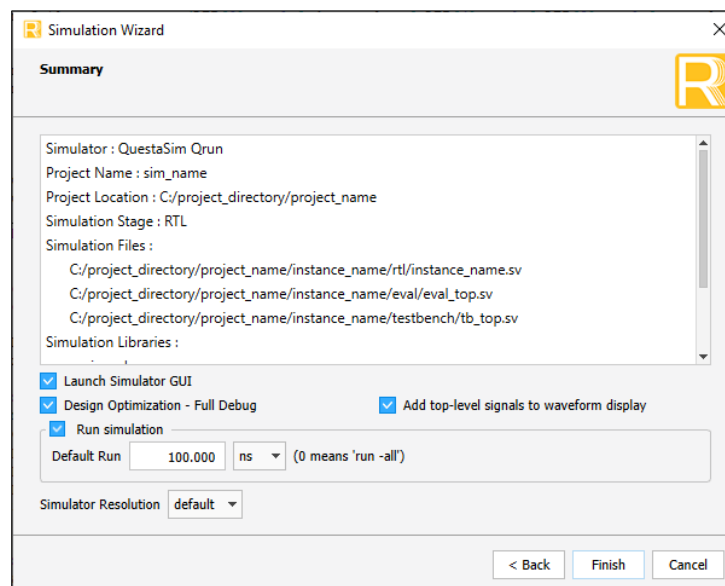 Simulation Wizard
Summary
Simulator : QuestaSim Qrun
Project Name : sim_name
Project Location : C:/project_directory/project_name
Simulation Stage : RTL
Simulation Files :
C:/project_directory/project_name/instance_name/rtl/instance_name.sv
C:/project_directory/project_name/instance_name/eval/eval_top.sv
C:/project_directory/project_name/instance_name/testbench/tb_top.sv
Simulation Libraries :
Launch Simulator GUI
Design Optimization - Full Debug Add top-level signals to waveform display
Run simulation
Default Run 100.000 ns (0 means 'run -all')
Simulator Resolution default
< Back Finish Cancel